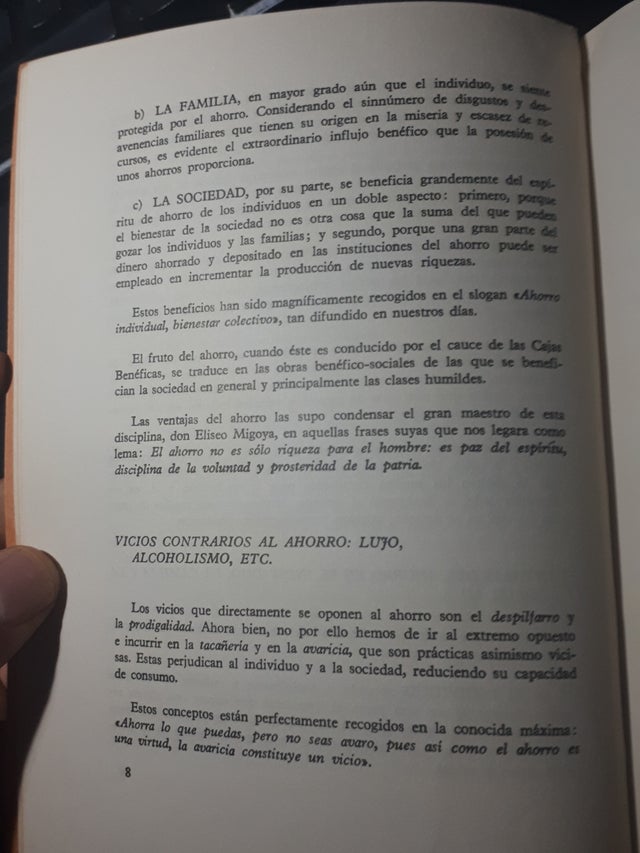 b) LA FAMILIA, en mayor grado aún que el individuo, se siente
protegida por el ahorro. Considerando el sinnúmero de disgustos y des-
avenencias familiares que tienen su origen en la miseria y escasez de re-
cursos, es evidente el extraordinario influjo benéfico que la posesión de
unos ahorros proporciona.
c) LA SOCIEDAD, por su parte, se beneficia grandemente del espí-
ritu de ahorro de los individuos en un doble aspecto: primero, porque
el bienestar de la sociedad no es otra cosa que la suma del que pueden
gozar los individuos y las familias; y segundo, porque una gran parte del
dinero ahorrado y depositado en las instituciones del ahorro puede ser
empleado en incrementar la producción de nuevas riquezas.
Estos beneficios han sido magníficamente recogidos en el slogan «Ahorro
individual, bienestar colectivo», tan difundido en nuestros días.
El fruto del ahorro, cuando éste es conducido por el cauce de las Cajas
Benéficas, se traduce en las obras benéfico-sociales de las que se benefi-
cian la sociedad en general y principalmente las clases humildes.
Las ventajas del ahorro las supo condensar el gran maestro de esta
disciplina, don Eliseo Migoya, en aquellas frases suyas que nos legara como
lema: El ahorro no es sólo riqueza para el hombre: es paz del espíritu,
disciplina de la voluntad y prosteridad de la patria.
VICIOS CONTRARIOS AL AHORRO: LUJO,
ALCOHOLISMO, ETC.
Los vicios que directamente se oponen al ahorro son el despilfarro y
la prodigalidad. Ahora bien, no por ello hemos de ir al extremo opuesto
e incurrir en la tacañería y en la avaricia, que son prácticas asimismo vicio-
sas. Estas perjudican al individuo y a la sociedad, reduciendo su capacidad
de consumo.
Estos conceptos están perfectamente recogidos en la conocida máxima:
«Ahorra lo que puedas, pero no seas avaro, pues así como el ahorro es
una virtud, la avaricia constituye un vicio».
8